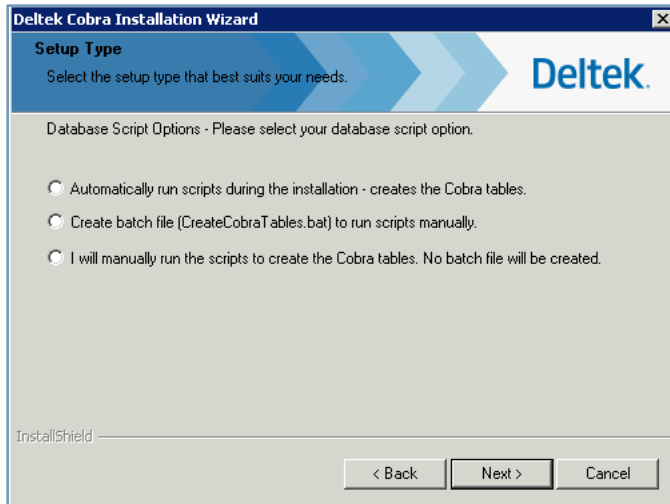 Deltek Cobra Installation Wizard
Setup Type
Select the setup type that best suits your needs.
Deltek.
Database Script Options - Please select your database script option.
Automatically run scripts during the installation - creates the Cobra tables.
Create batch file (CreateCobraTables.bat) to run scripts manually.
I will manually run the scripts to create the Cobra tables. No batch file will be created.
InstallShield
< Back
Next >
Cancel